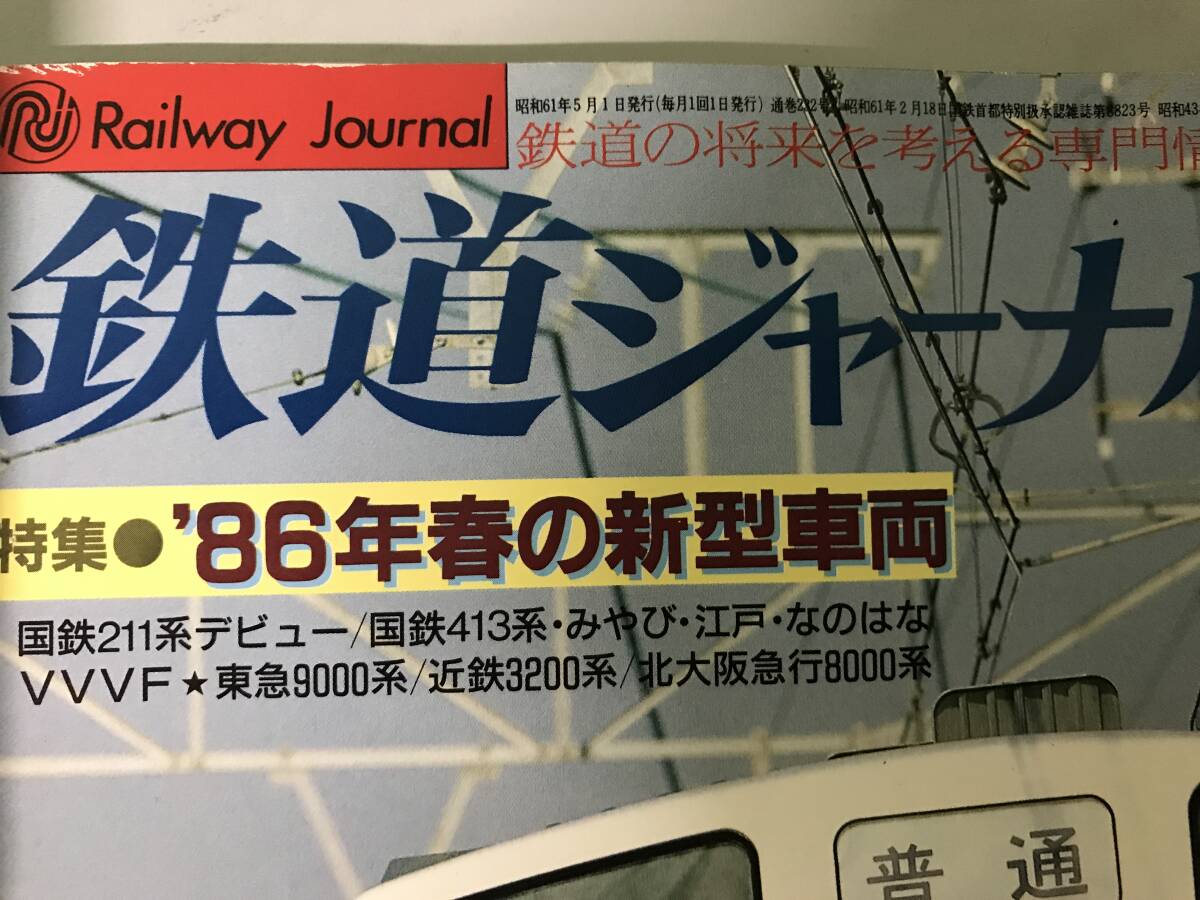 Railway Journal
昭和61年5月1日発行(毎月1回1日発行) 通巻232号 昭和61年2月18日国鉄首都特別扱承認雑誌第8823号 昭和43
鉄道の将来を考える専門情
鉄道ジャーナル
特集●'86年春の新型車両
国鉄211系デビュー/国鉄413系・みやび・江戸・なのはな
VVVF★東急9000系/近鉄3200系/北大阪急行8000系
普通